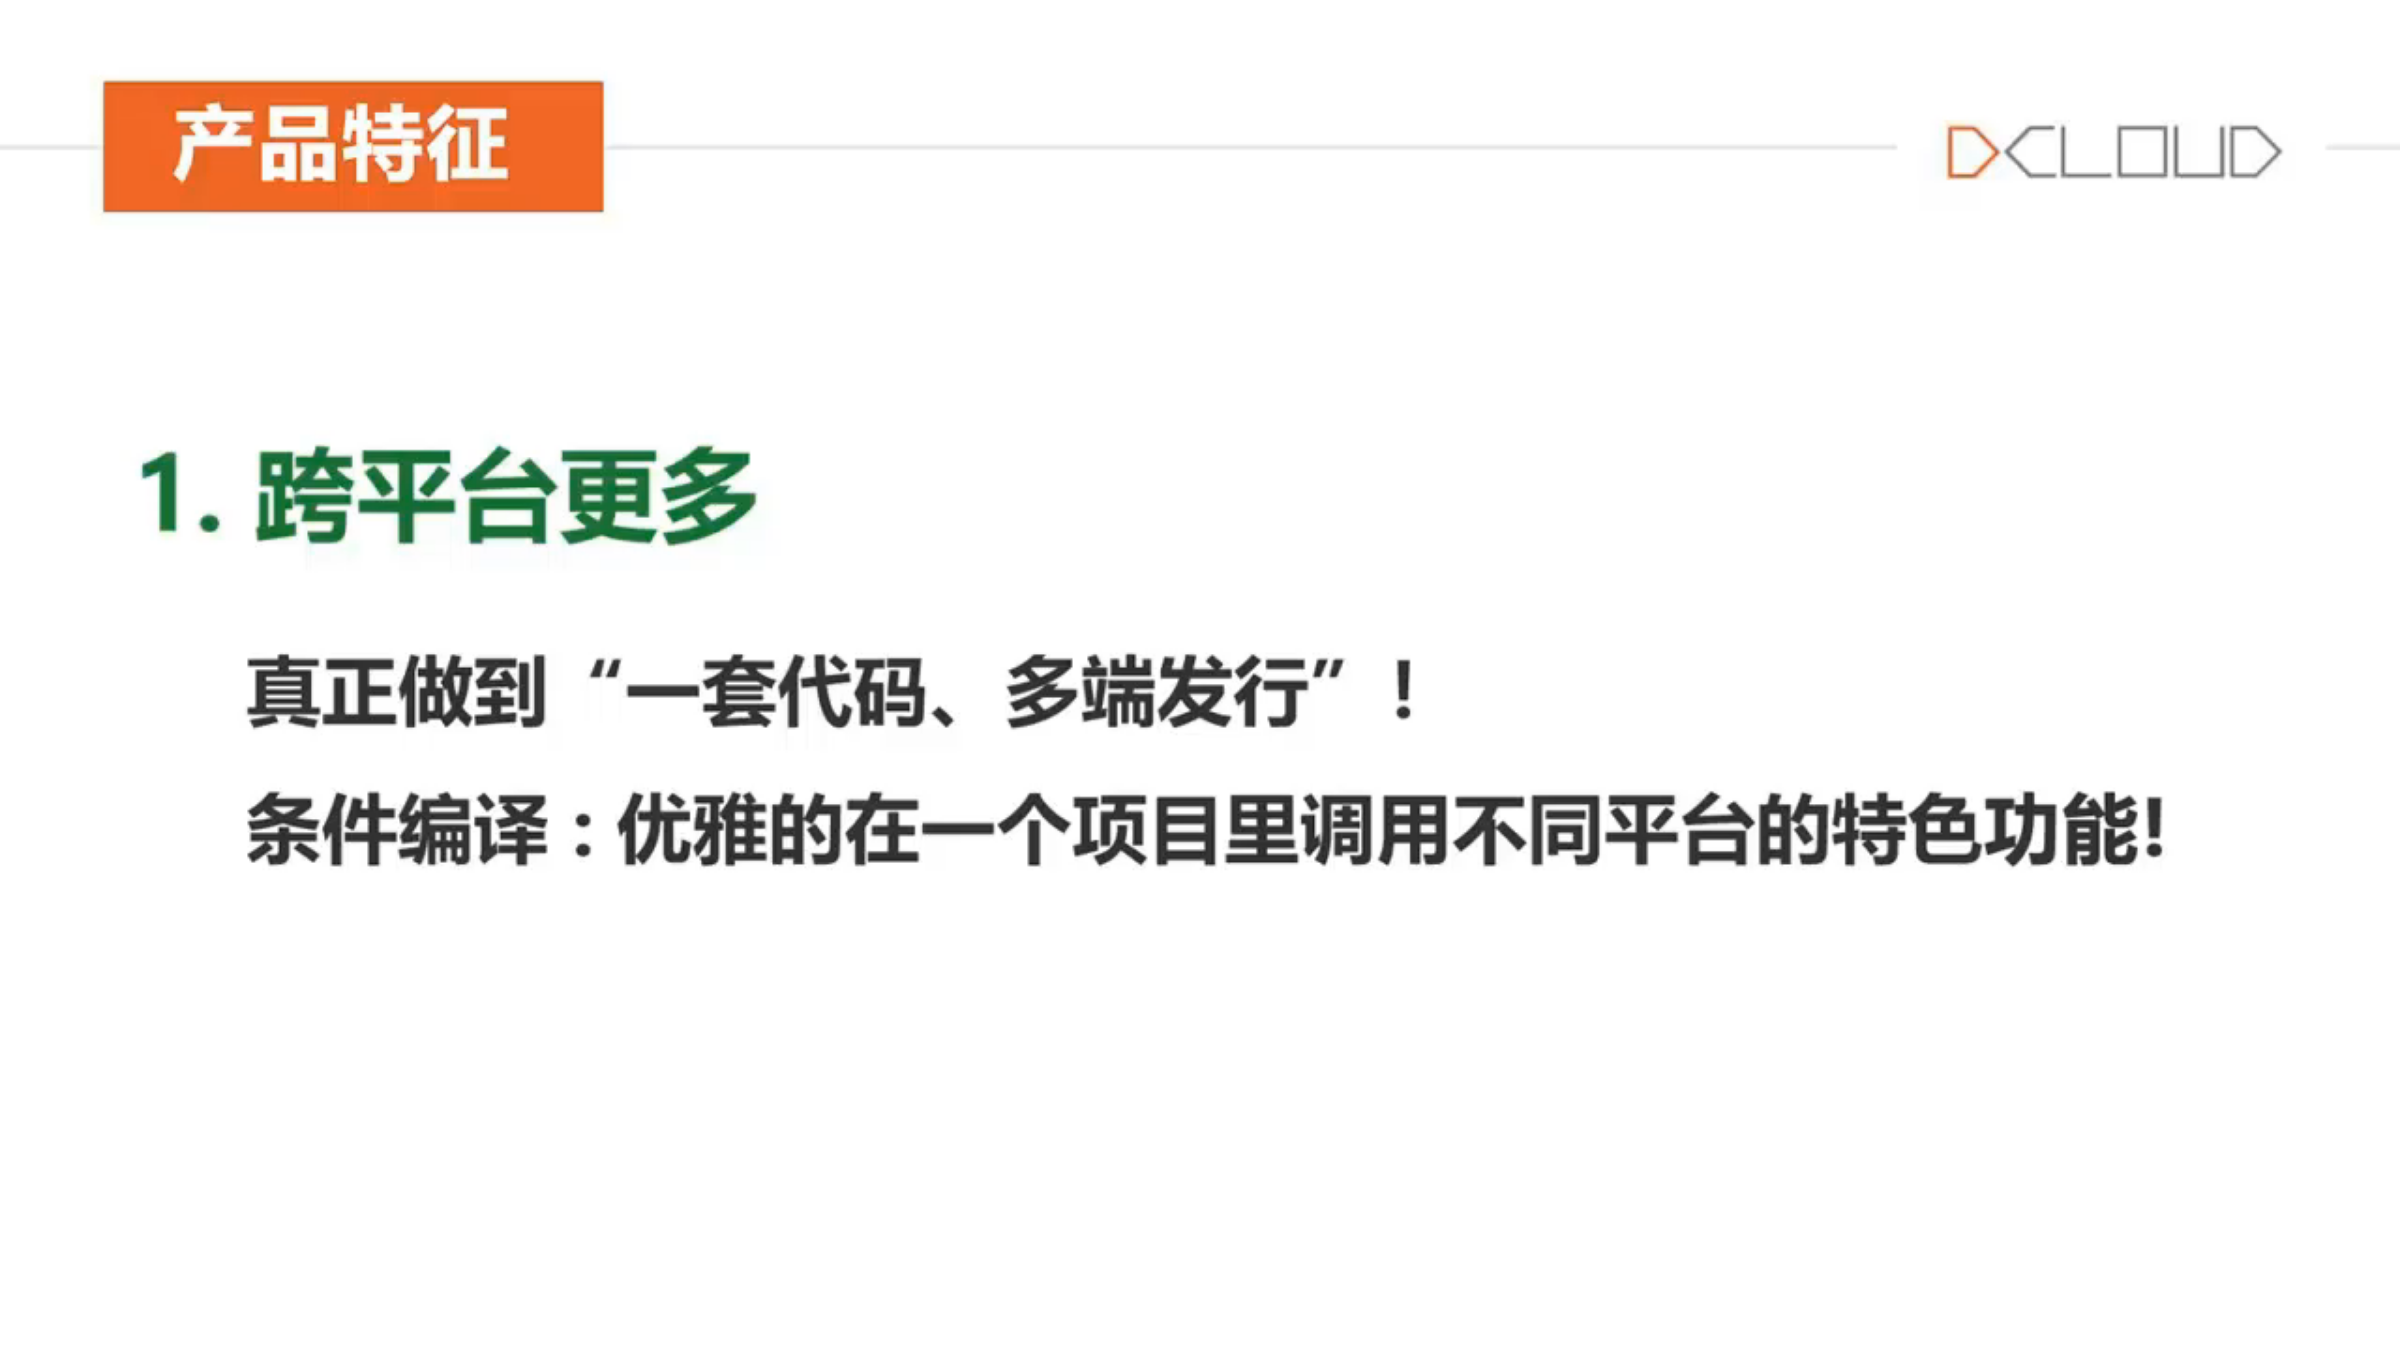 产品特征
DCLOUD
1. 跨平台更多
真正做到“一套代码、多端发行”！
条件编译：优雅的在一个项目里调用不同平台的特色功能!